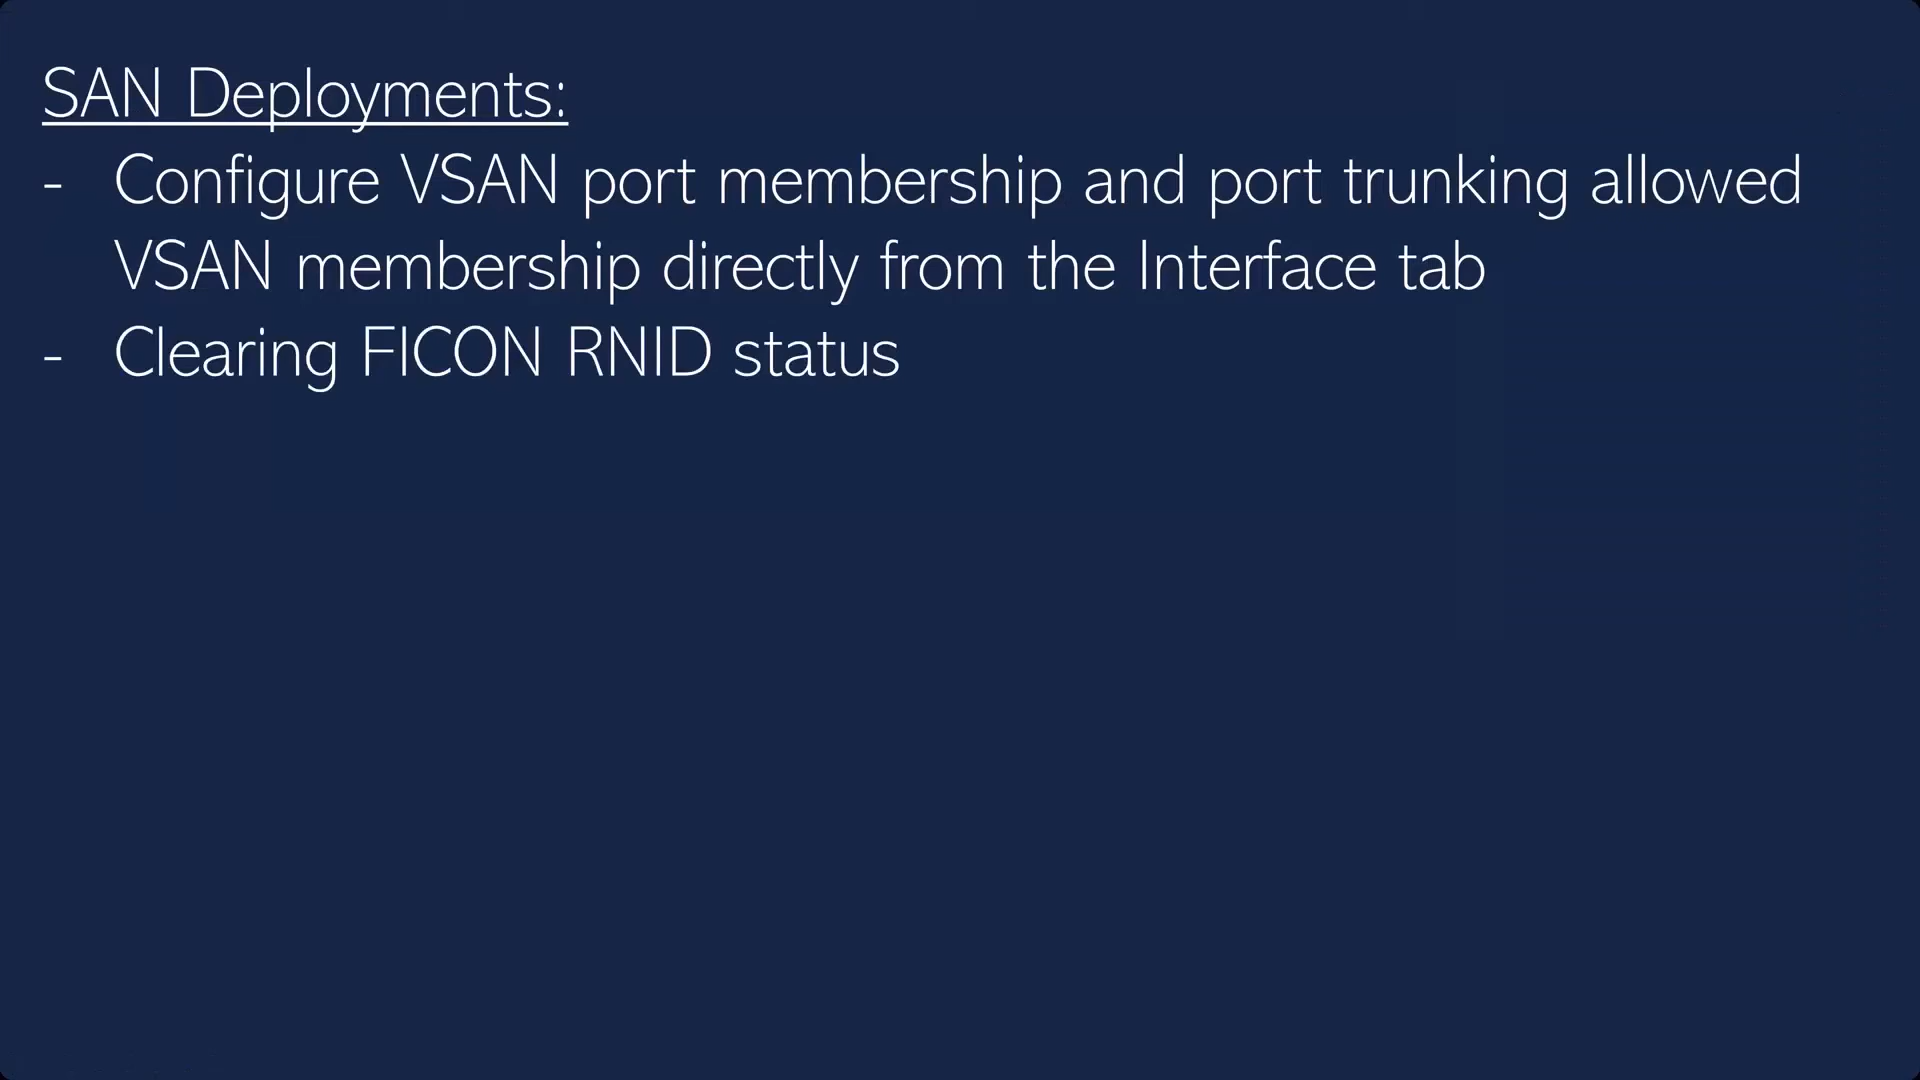 SAN Deployments:
- Configure VSAN port membership and port trunking allowed
VSAN membership directly from the Interface tab
- Clearing FICON RNID status